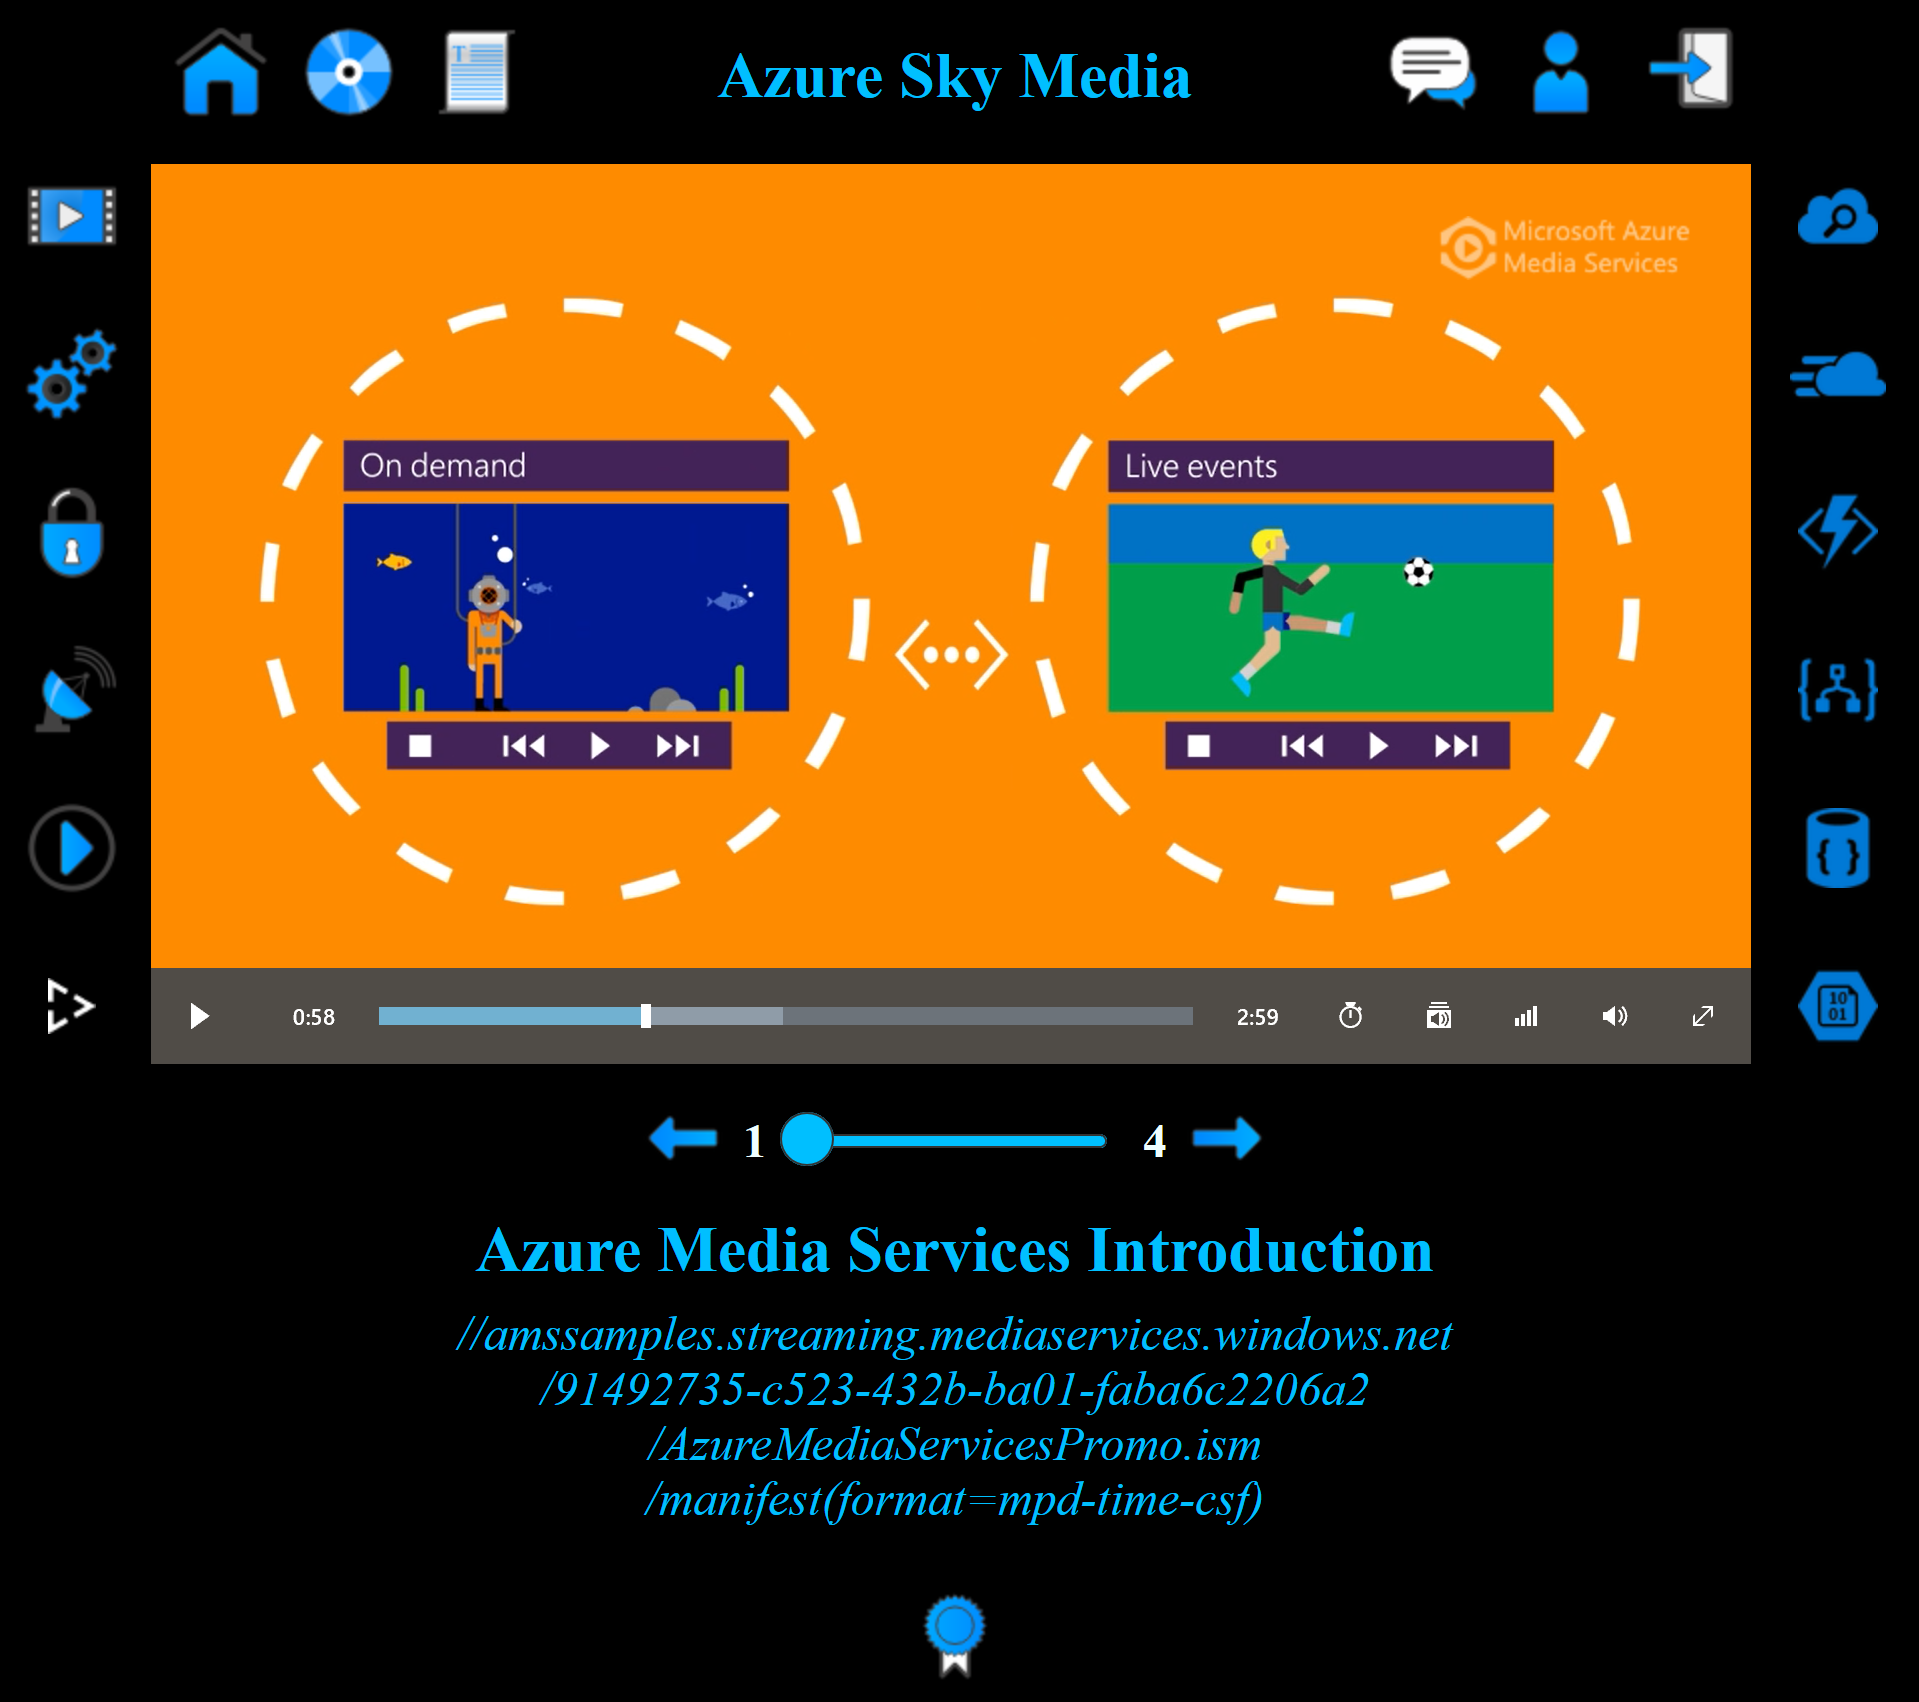 Azure Sky Media
Microsoft Azure
Media Services
On demand
Live events
0:58
2:59
10
01
1
4
Azure Media Services Introduction
//amssamples.streaming.mediaservices.windows.net
/91492735-c523-432b-ba01-faba6c2206a2
/AzureMediaServicesPromo.ism
/manifest(format=mpd-time-csf)